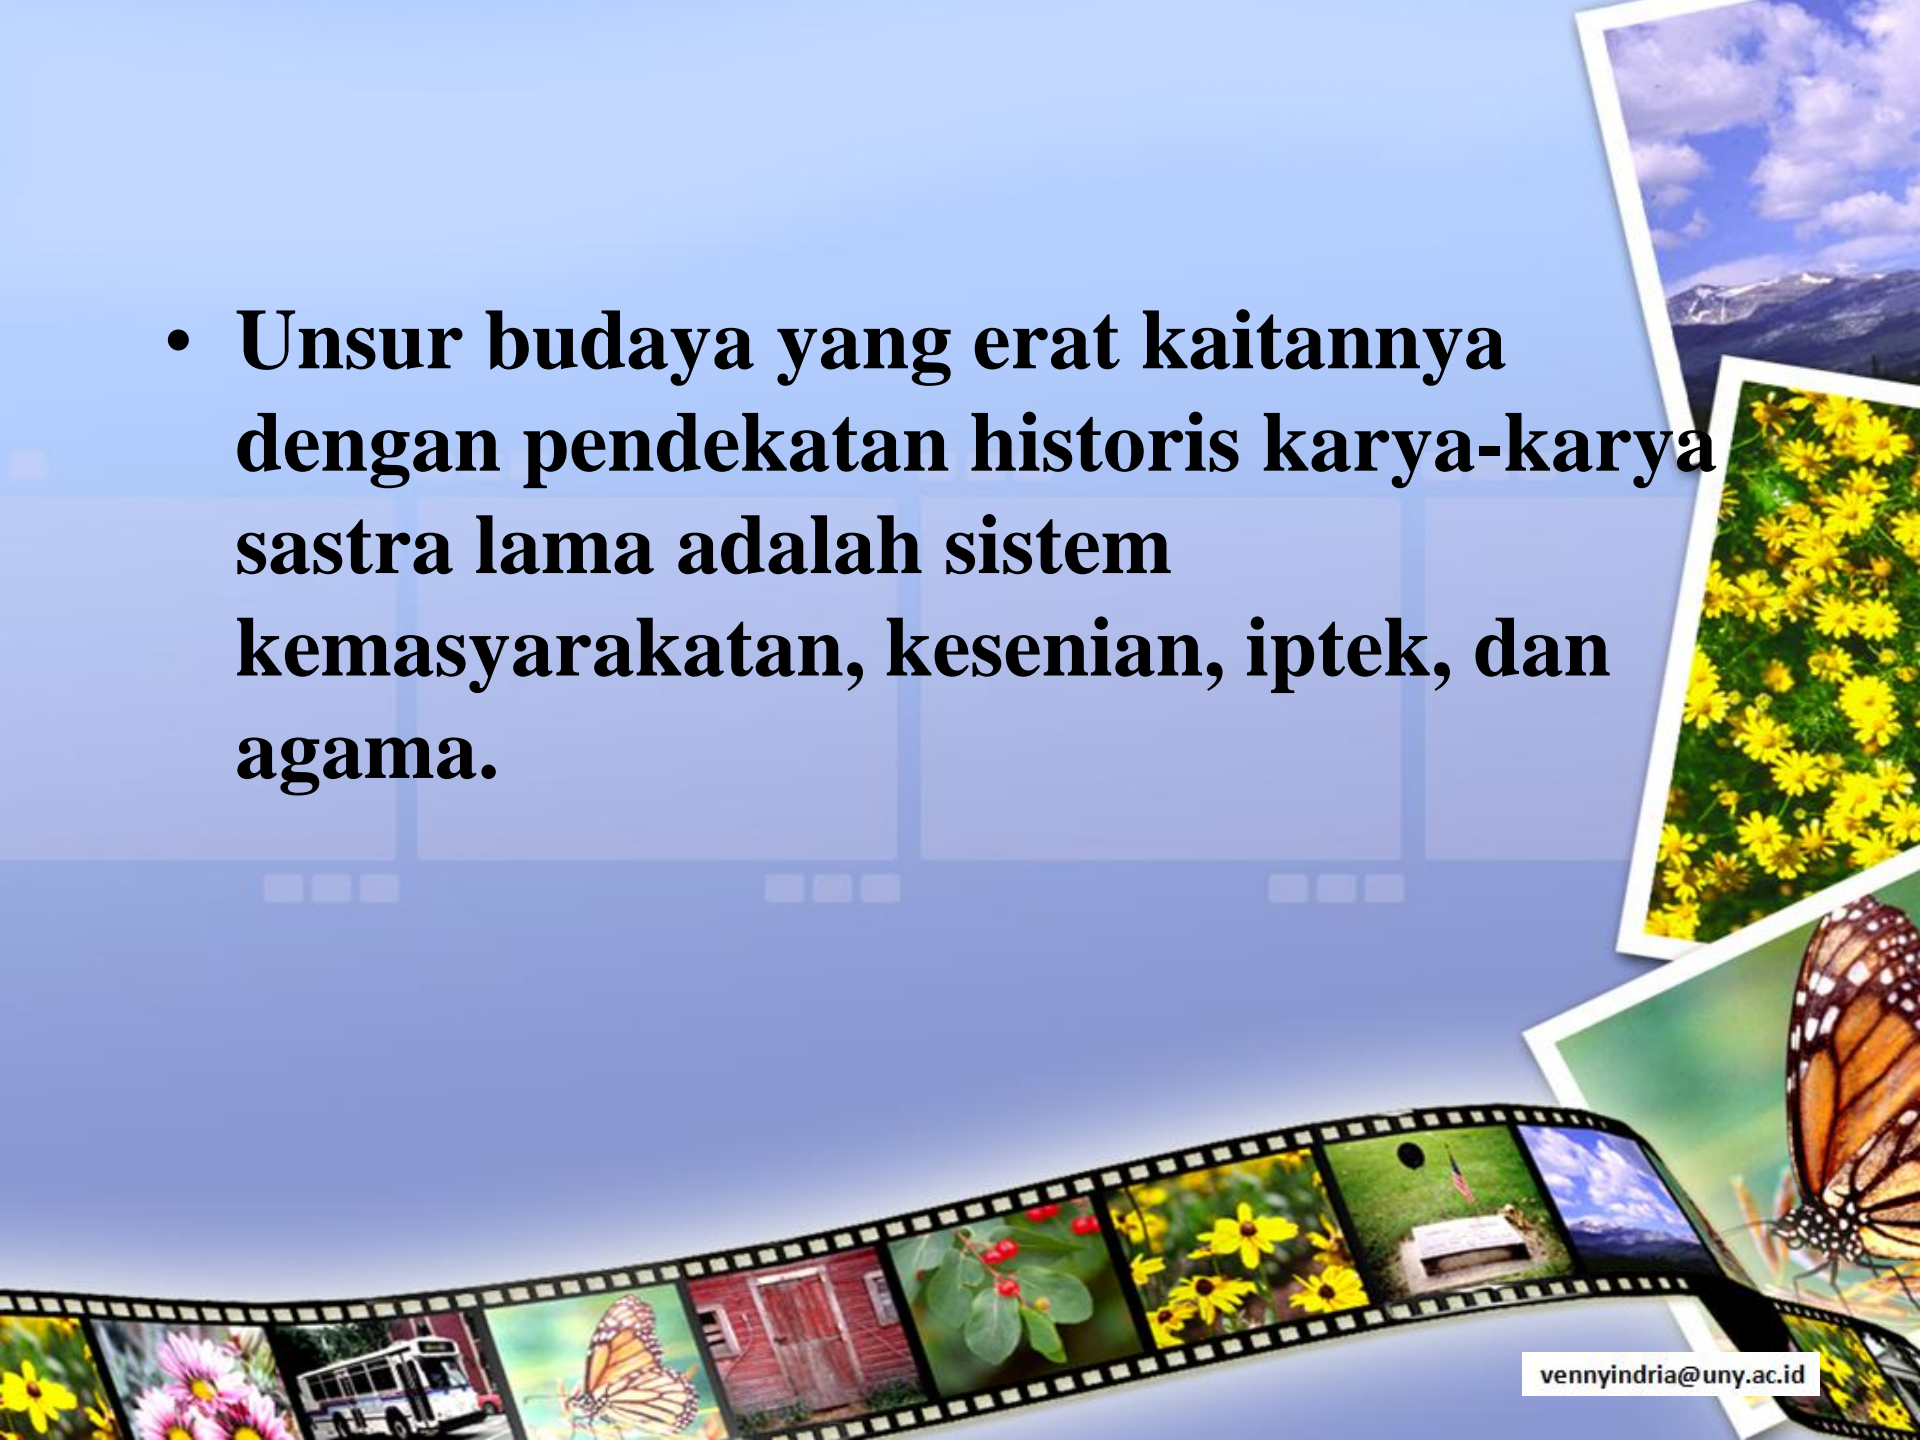 • Unsur budaya yang erat kaitannya
dengan pendekatan historis karya-karya
sastra lama adalah sistem
kemasyarakatan, kesenian, iptek, dan
agama.
vennyindria@uny.ac.id